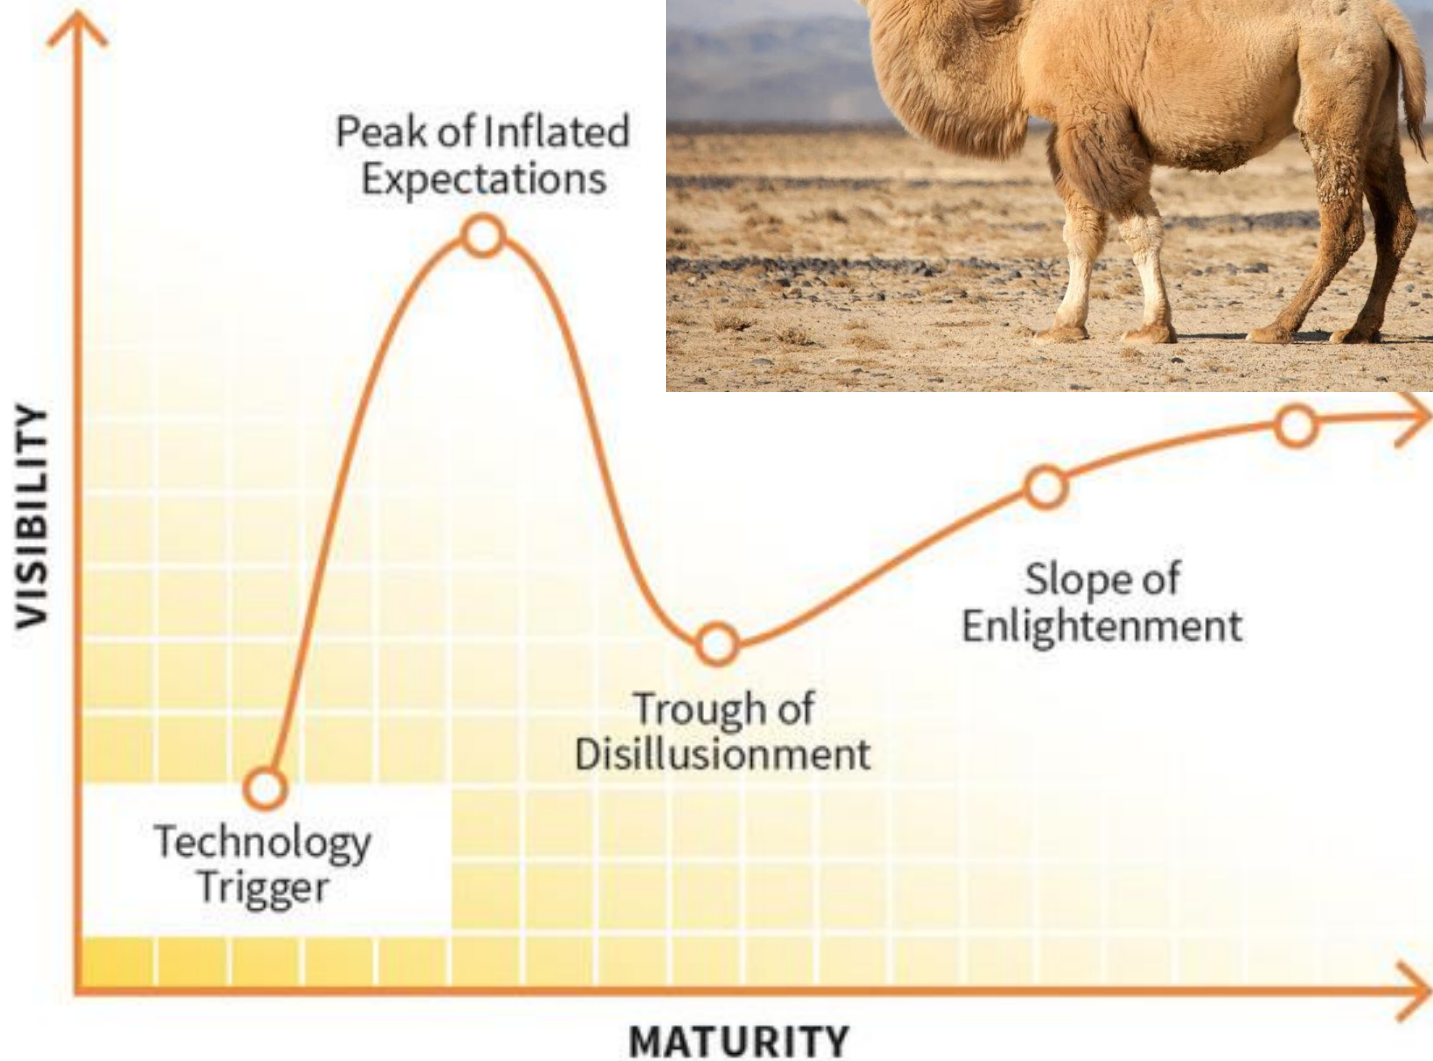 Peak of Inflated
Expectations
VISIBILITY
Slope of
Enlightenment
Trough of
Disillusionment
Technology
Trigger
MATURITY